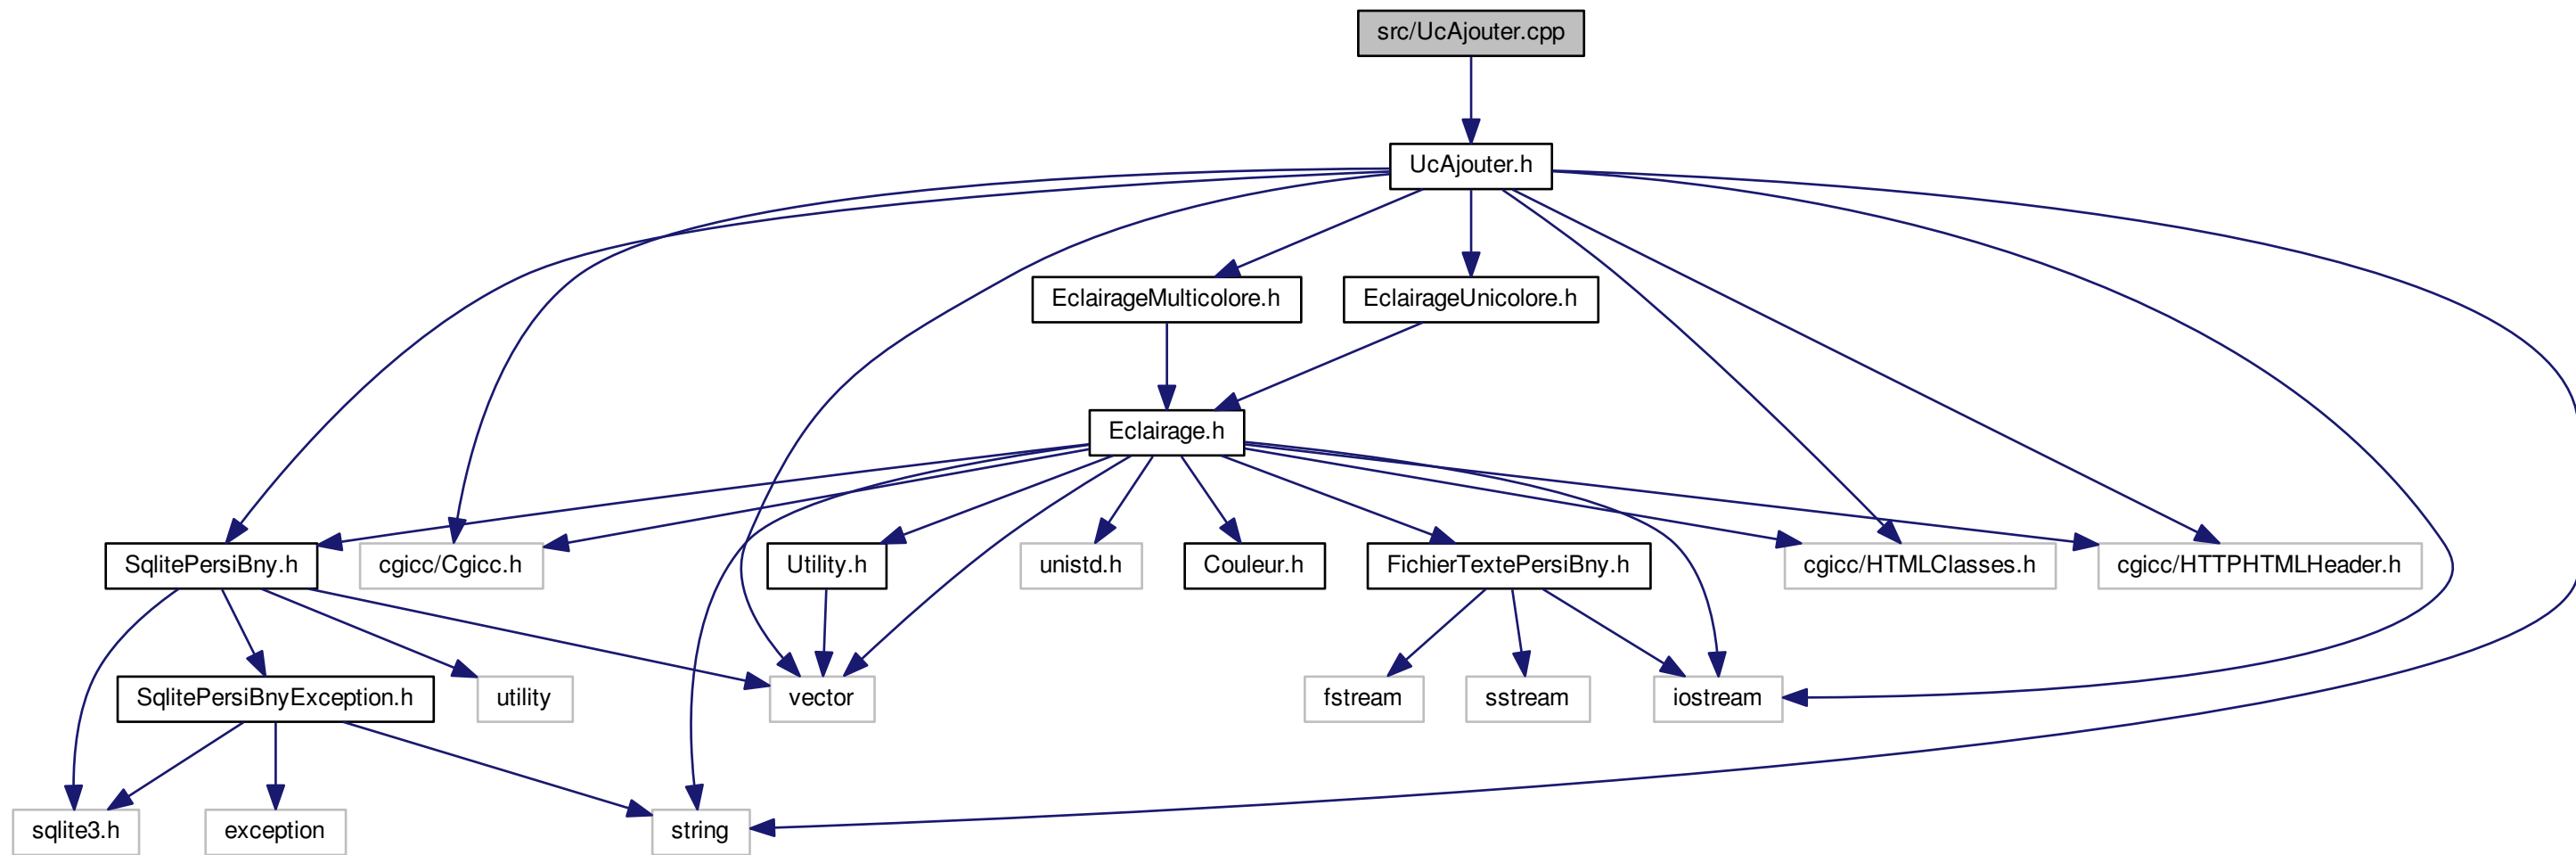 src/UcAjouter.cpp
UcAjouter.h
EclairageMulticolore.h
EclairageUnicolore.h
Eclairage.h
SqlitePersiBny.h
cgicc/Cgicc.h
Utility.h
unistd.h
Couleur.h
FichierTextePersiBny.h
cgicc/HTMLClasses.h
cgicc/HTTPHTMLHeader.h
SqlitePersiBnyException.h
utility
vector
fstream
sstream
iostream
sqlite3.h
exception
string